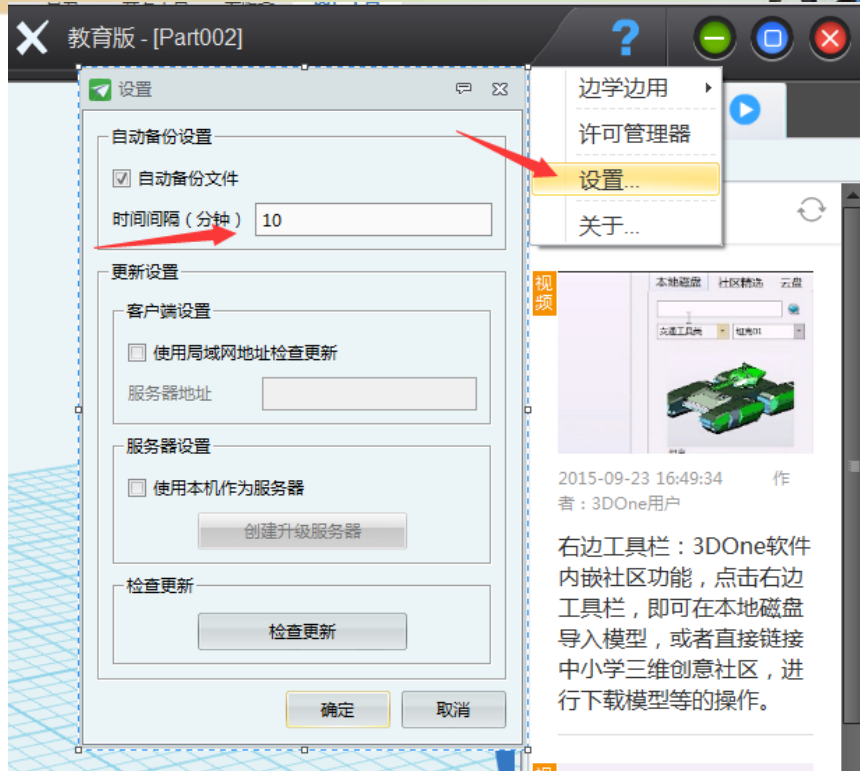 教育版 - [Part002]
?
设置
自动备份设置
自动备份文件
时间间隔（分钟） 10
更新设置
客户端设置
使用局域网地址检查更新
服务器地址
服务器设置
使用本机作为服务器
创建升级服务器
检查更新
检查更新
确定 取消
边学边用
许可管理器
设置...
关于...
视频
本地磁盘 社区精选 云盘
交通工具类 坦克01
2015-09-23 16:49:34 作
者：3DOne用户
右边工具栏：3DOne软件
内嵌社区功能，点击右边
工具栏，即可在本地磁盘
导入模型，或者直接链接
中小学三维创意社区，进
行下载模型等的操作。